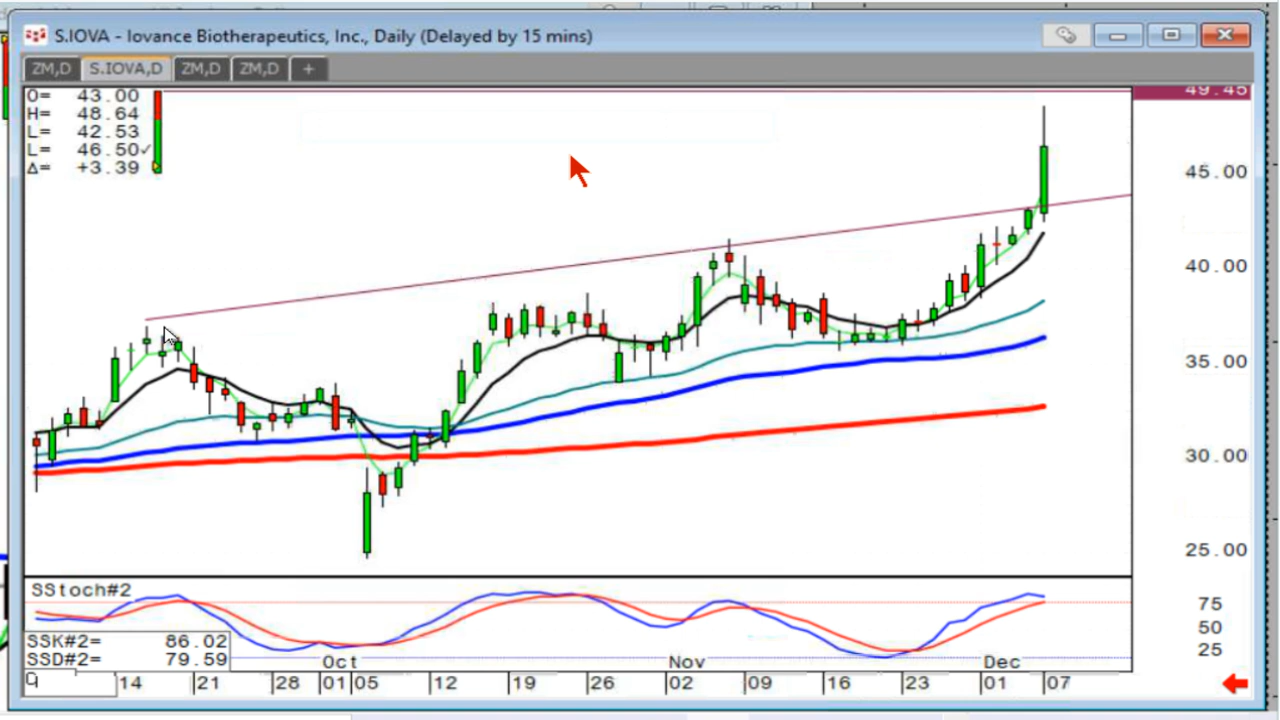 S.IOVA - Iovance Biotherapeutics, Inc., Daily (Delayed by 15 mins)
ZM,D S.IOVA,D ZM,D ZM,D +
O= 43.00
H= 48.64
L= 42.53
L= 46.50✓
Δ= +3.39
49.45
45.00
40.00
35.00
30.00
25.00
SStoch#2
75
50
25
SSK#2= 86.02
SSD#2= 79.59
Oct Nov Dec
14 21 28 01 05 12 19 26 02 09 16 23 01 07